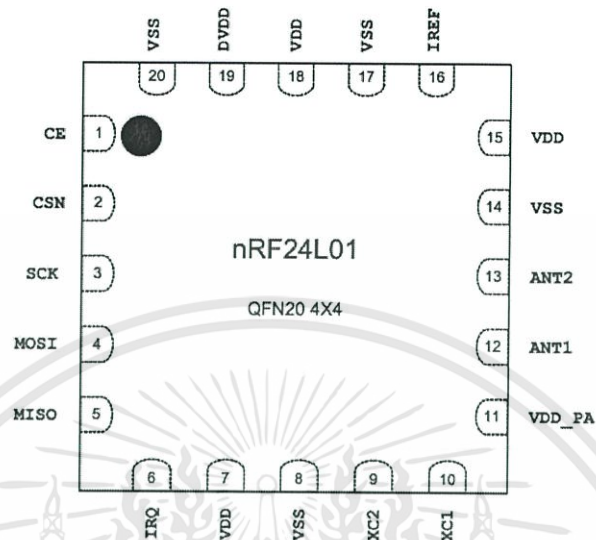 VSS DVDD VDD VSS IREF
20 19 18 17 16
CE 1 15 VDD
CSN 2 14 VSS
nRF24L01
SCK 3 13 ANT2
QFN20 4X4
MOSI 4 12 ANT1
MISO 5 11 VDD_PA
6 7 8 9 10
IRQ VDD VSS XC2 XC1